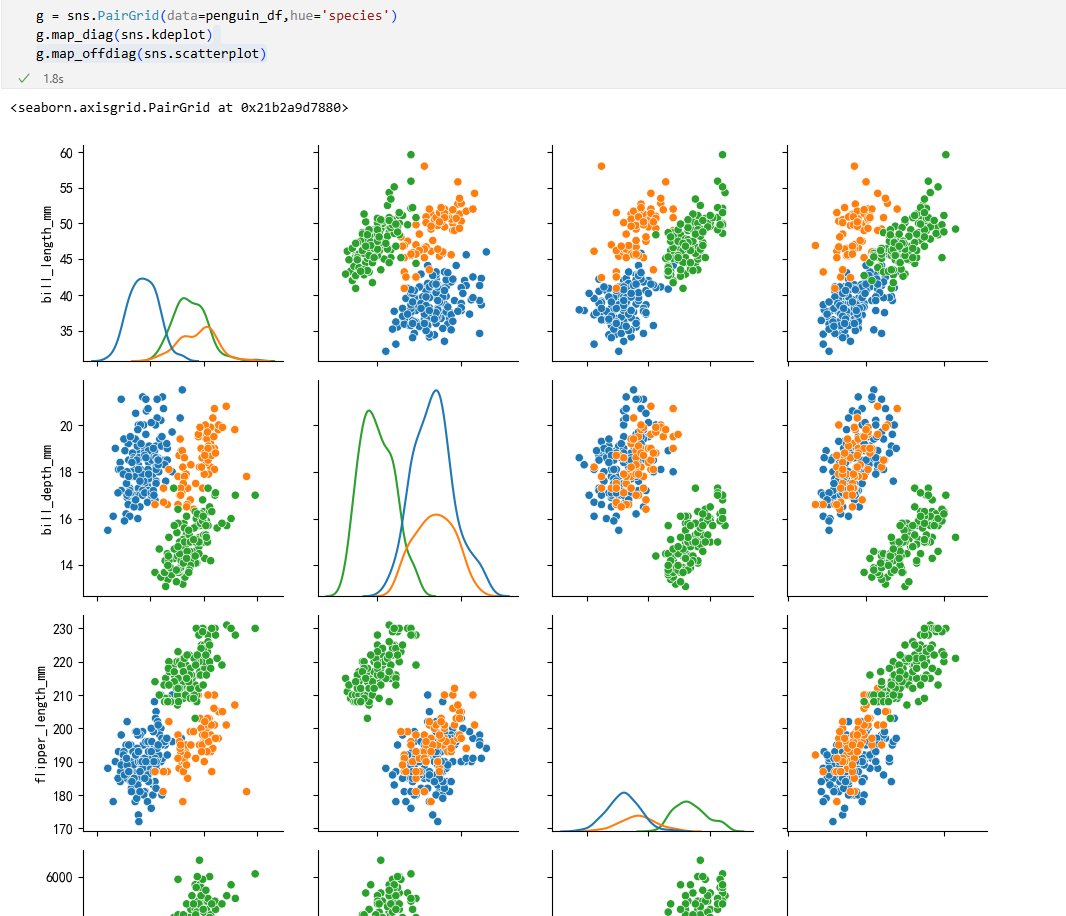 g = sns.PairGrid(data=penguin_df,hue='species')
g.map_diag(sns.kdeplot)
g.map_offdiag(sns.scatterplot)
✓ 1.8s
<seaborn.axisgrid.PairGrid at 0x21b2a9d7880>
60
55
50
45
40
35
bill_length_mm
20
18
16
14
bill_depth_mm
230
220
210
200
190
180
170
flipper_length_mm
6000